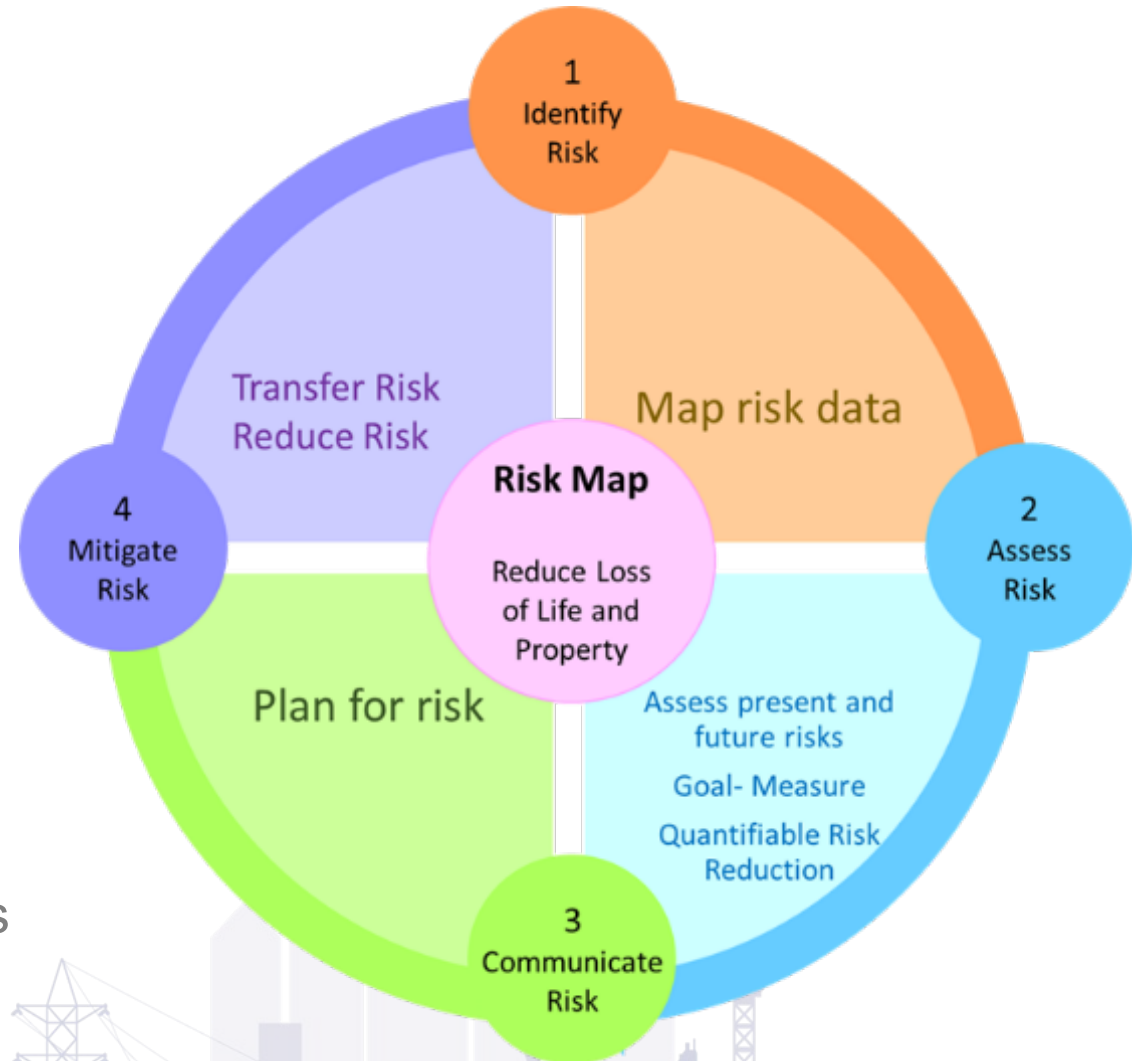 1
Identify
Risk
Transfer Risk
Reduce Risk
Map risk data
Risk Map
Reduce Loss
of Life and
Property
4
Mitigate
Risk
2
Assess
Risk
Plan for risk
Assess present and
future risks
Goal- Measure
Quantifiable Risk
Reduction
3
Communicate
Risk
s